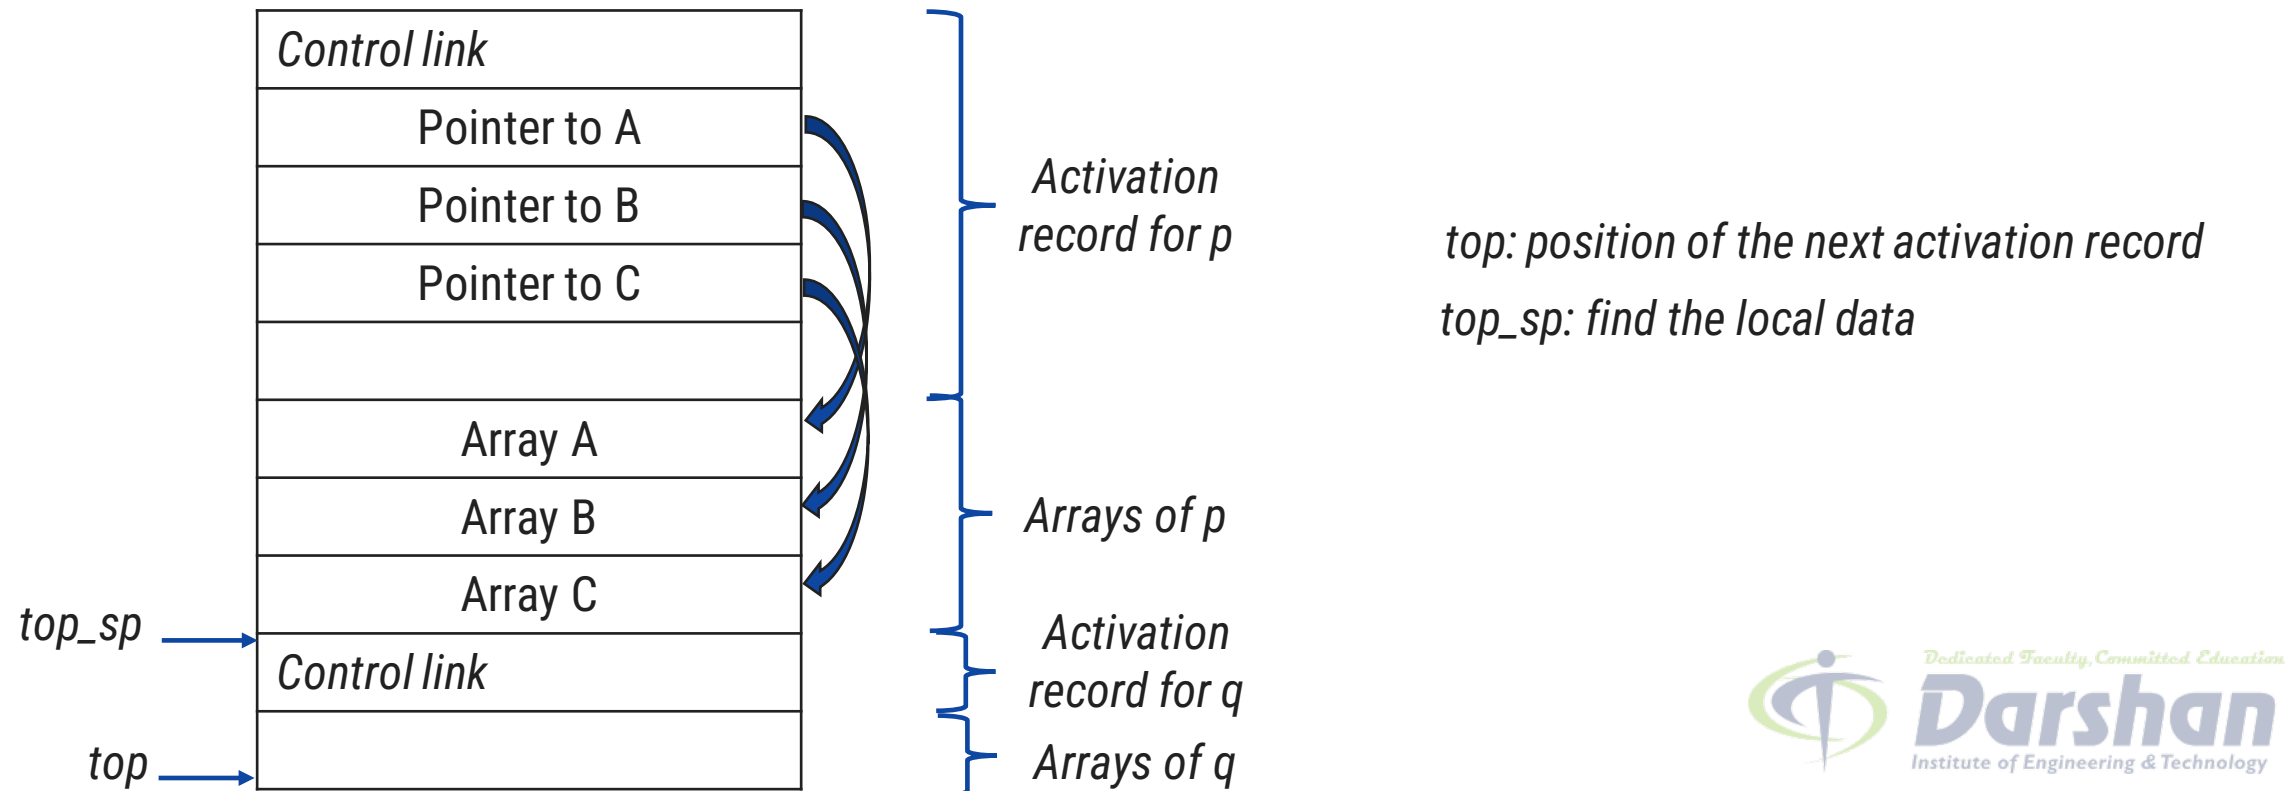 Control link
Pointer to A
Pointer to B
Pointer to C
Array A
Array B
Array C
Control link
top_sp
top
Activation
record for p
Arrays of p
Activation
record for q
Arrays of q
top: position of the next activation record
top_sp: find the local data
Dedicated Faculty, Committed Education
Darshan
Institute of Engineering & Technology